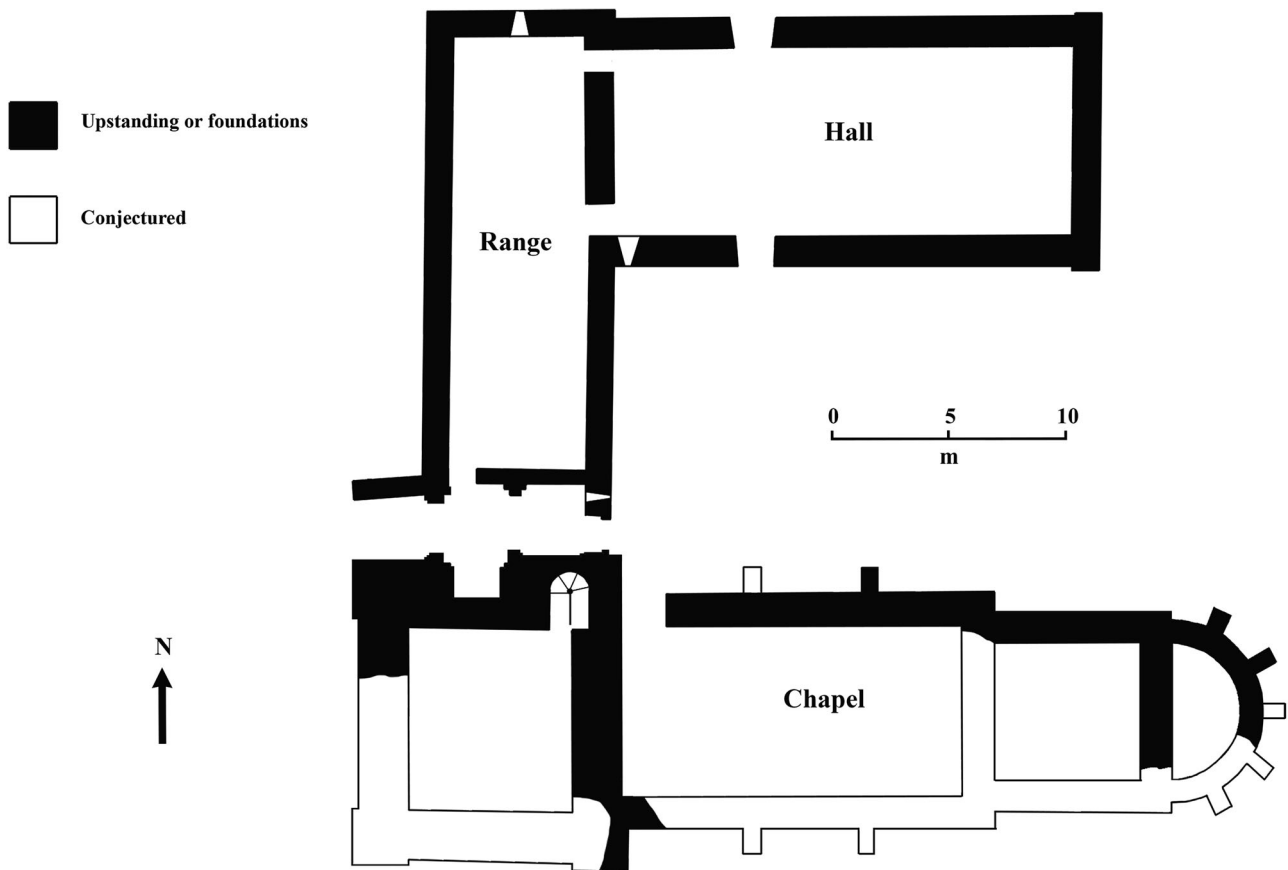 Upstanding or foundations
Conjectured
Hall
Range
0 5 10
m
N
Chapel